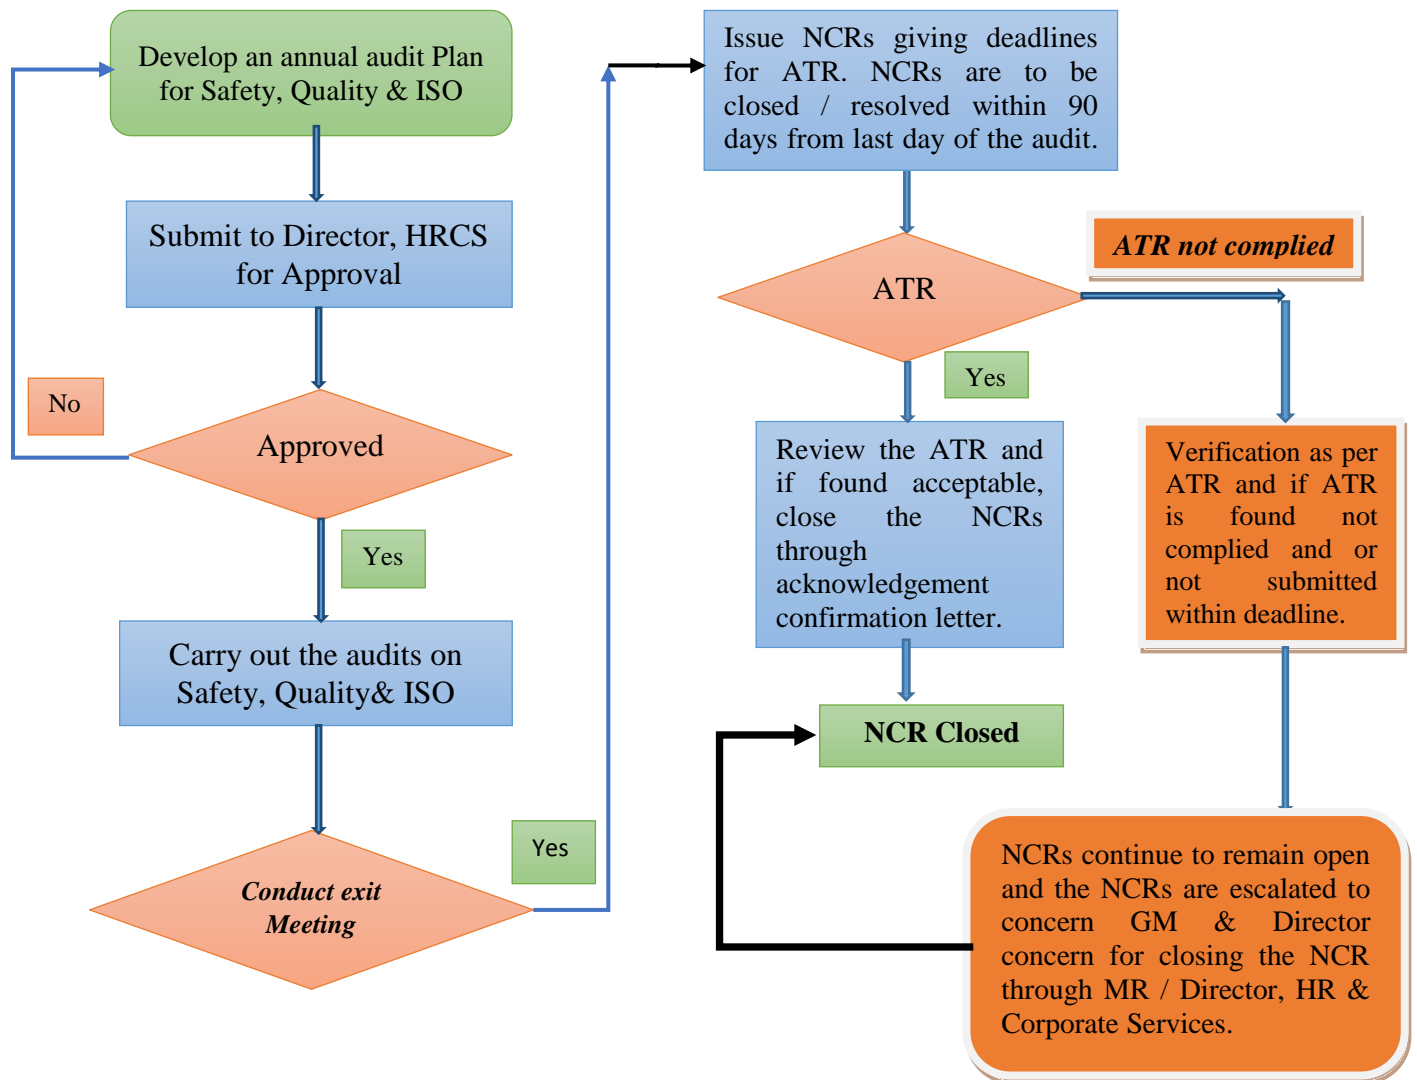 Develop an annual audit Plan
for Safety, Quality & ISO
Submit to Director, HRCS
for Approval
No
Approved
Yes
Carry out the audits on
Safety, Quality& ISO
Conduct exit
Meeting
Yes
Issue NCRs giving deadlines
for ATR. NCRs are to be
closed / resolved within 90
days from last day of the audit.
ATR not complied
ATR
Yes
Review the ATR and
if found acceptable,
close the NCRs
through
acknowledgement
confirmation letter.
Verification as per
ATR and if ATR
is found not
complied and or
not submitted
within deadline.
NCR Closed
NCRs continue to remain open
and the NCRs are escalated to
concern GM & Director
concern for closing the NCR
through MR / Director, HR &
Corporate Services.